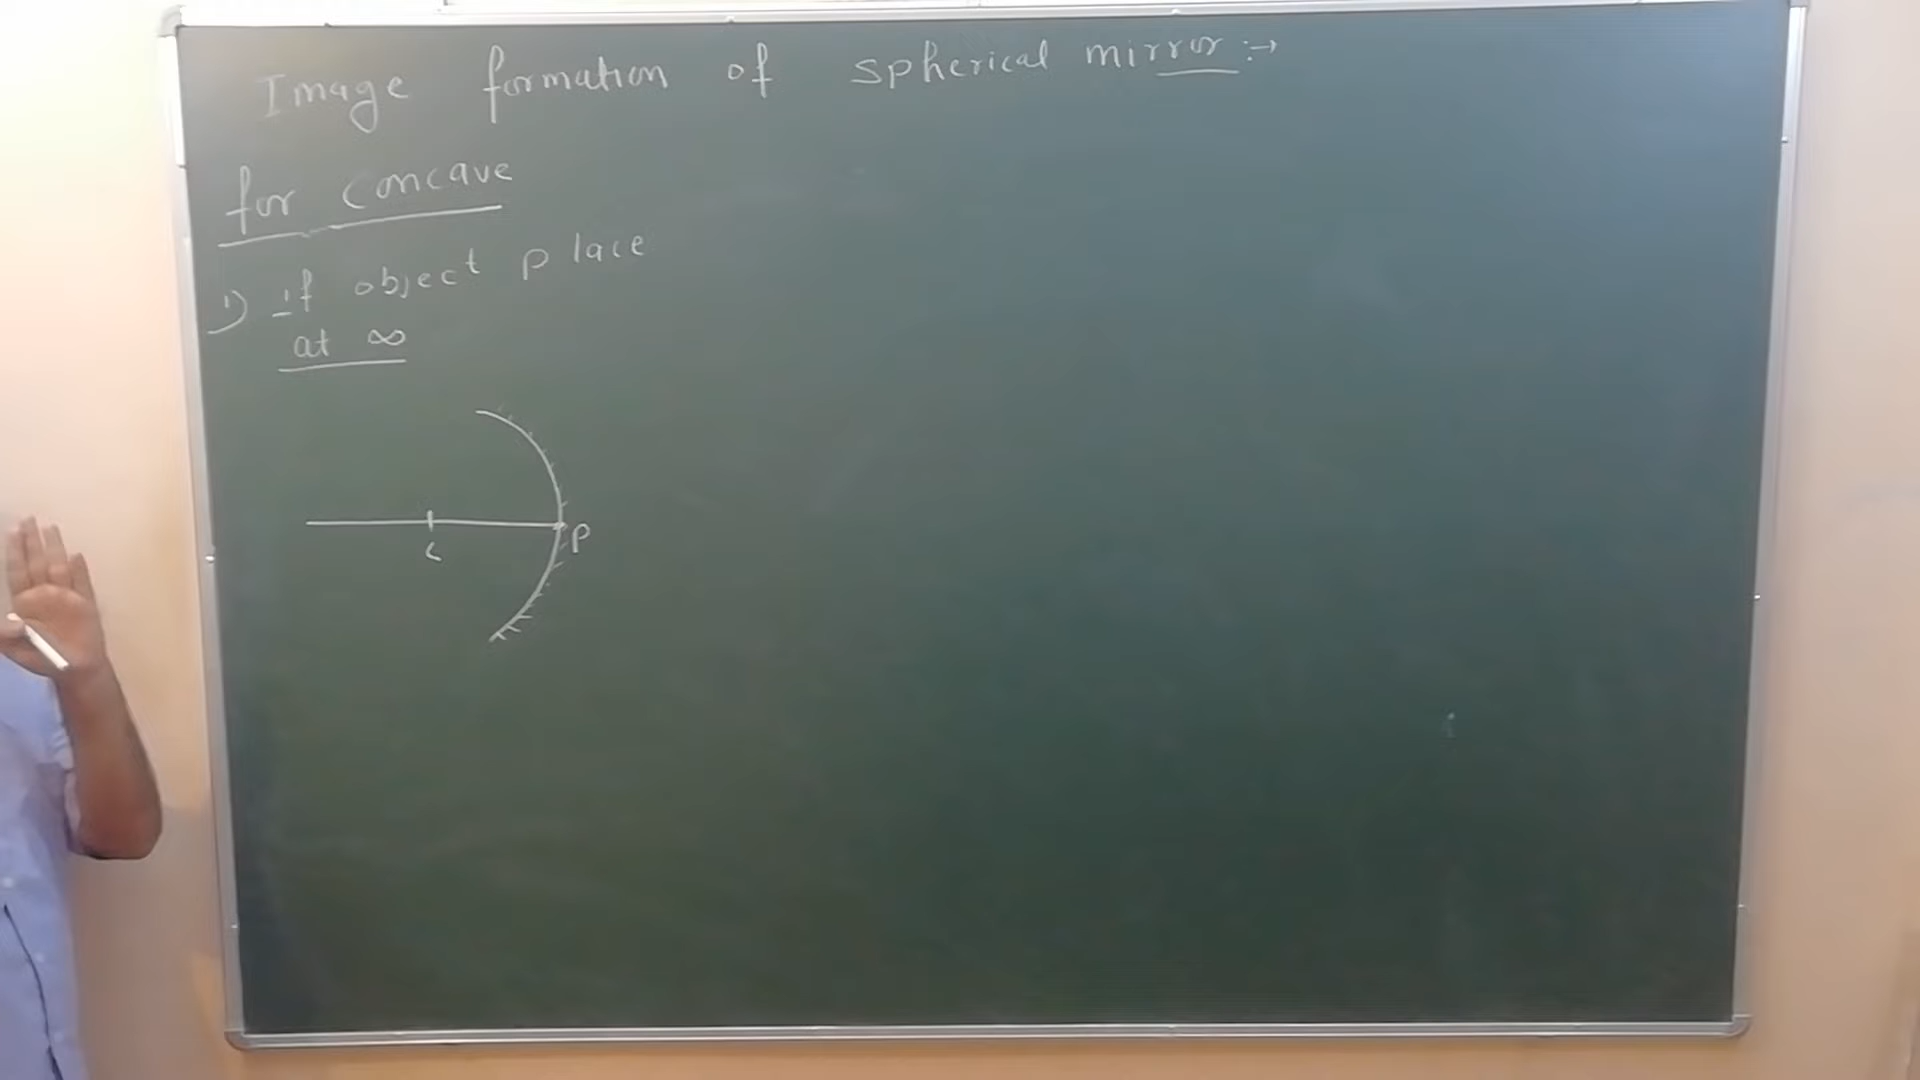 Image formation of spherical mirror :→
for concave
1) if object place
at ∞
C
P